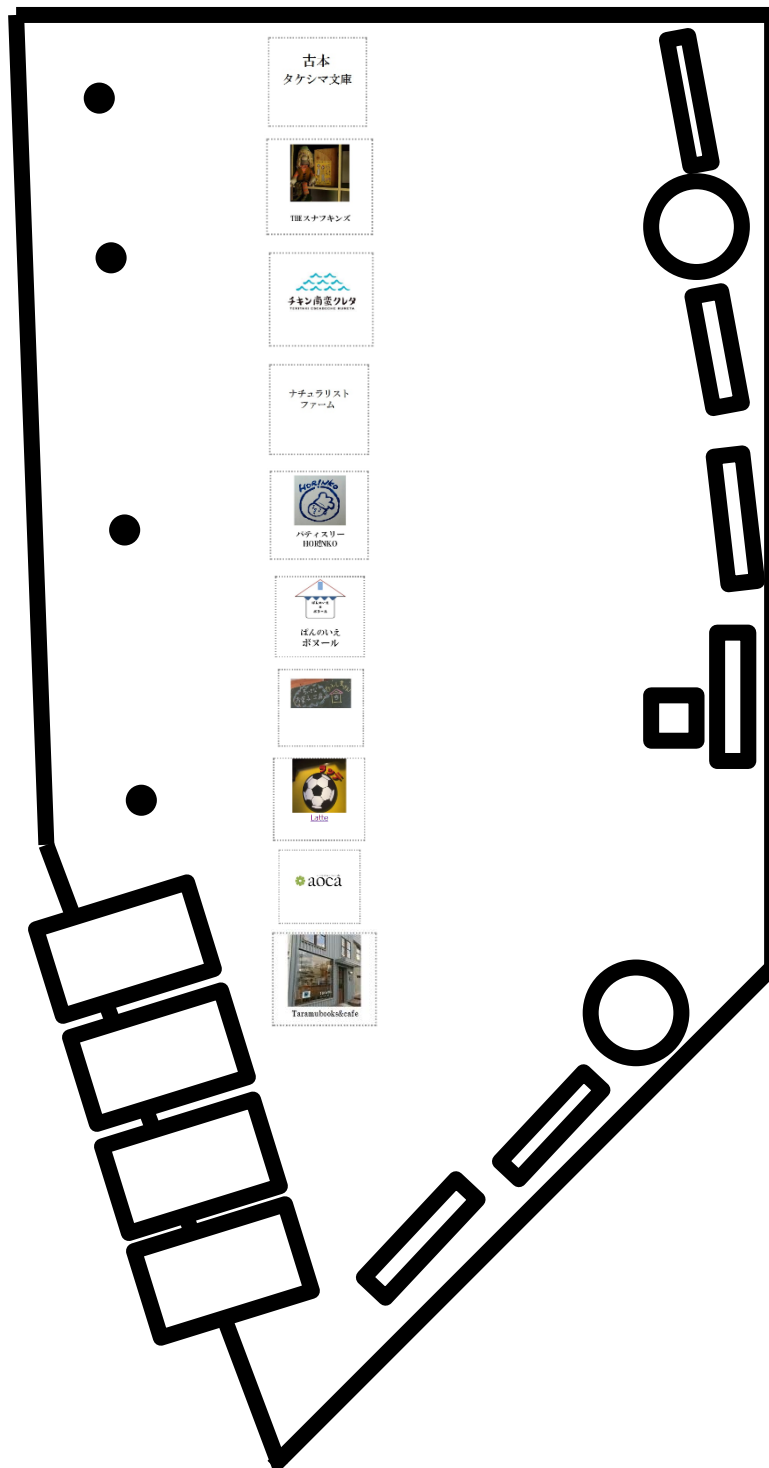 古本
タケシマ文庫
THEスナフキンズ
チキン南蛮クレタ
ナチュラリスト
ファーム
HORINKO
パティスリー
HORINKO
ぱんのいえ
ボヌール
Latte
aoca
Taramubooks&cafe